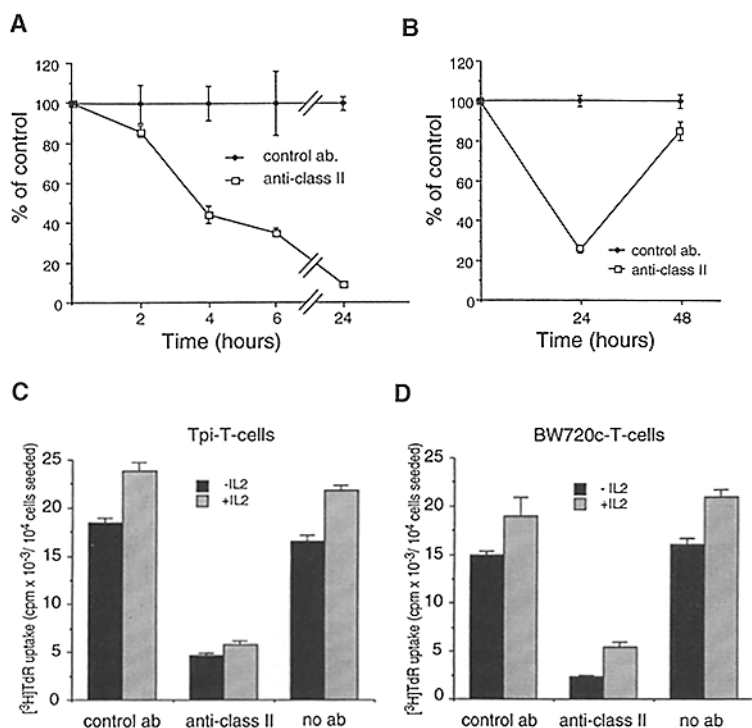 A
120
100
80
60
40
20
0
% of control
control ab.
anti-class II
2
4
6
24
Time (hours)
B
120
100
80
60
40
20
0
% of control
control ab.
anti-class II
24
48
Time (hours)
C
Tpi-T-cells
25
20
15
10
5
0
[³H]TdR uptake (cpm x 10⁻³/ 10⁴ cells seeded)
-IL2
+IL2
control ab
anti-class II
no ab
D
BW720c-T-cells
25
20
15
10
5
0
[³H]TdR uptake (cpm x 10⁻³/ 10⁴ cells seeded)
- IL2
+IL2
control ab
anti-class II
no ab